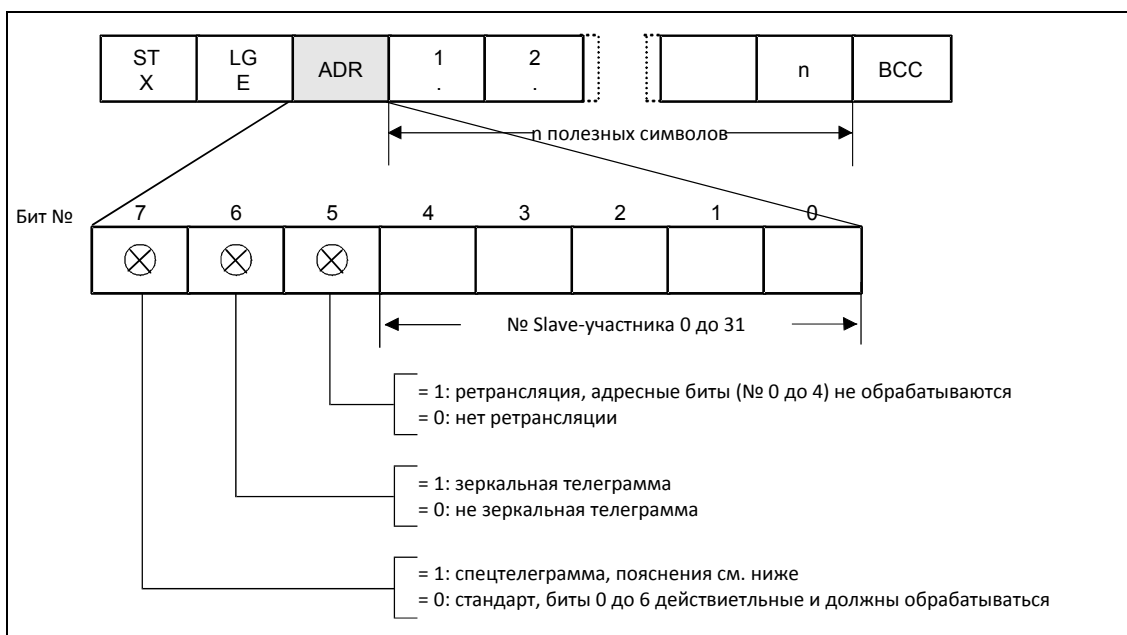 ST LG ADR 1 2 n BCC
X E . .
n полезных символов
Бит № 7 6 5 4 3 2 1 0
№ Slave-участника 0 до 31
= 1: ретрансляция, адресные биты (№ 0 до 4) не обрабатываются
= 0: нет ретрансляции
= 1: зеркальная телеграмма
= 0: не зеркальная телеграмма
= 1: спецтелеграмма, пояснения см. ниже
= 0: стандарт, биты 0 до 6 действиетльные и должны обрабатываться